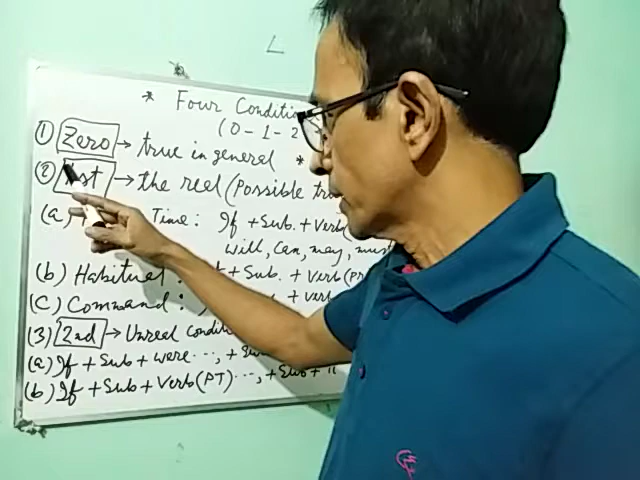 * Four Conditio
(0-1-2
① Zero → true in general *
② 1st → the reel (possible tru
(a) Time: If + Sub. + Verb(
will, can, may, must
(b) Habitual : + Sub. + Verb (PR
(C) Command : + verb
(3) 2nd → Unreal condit
(a) If + Sub + were ..., + Su
(b) If + Sub + Verb (PT) ..., + Sub +